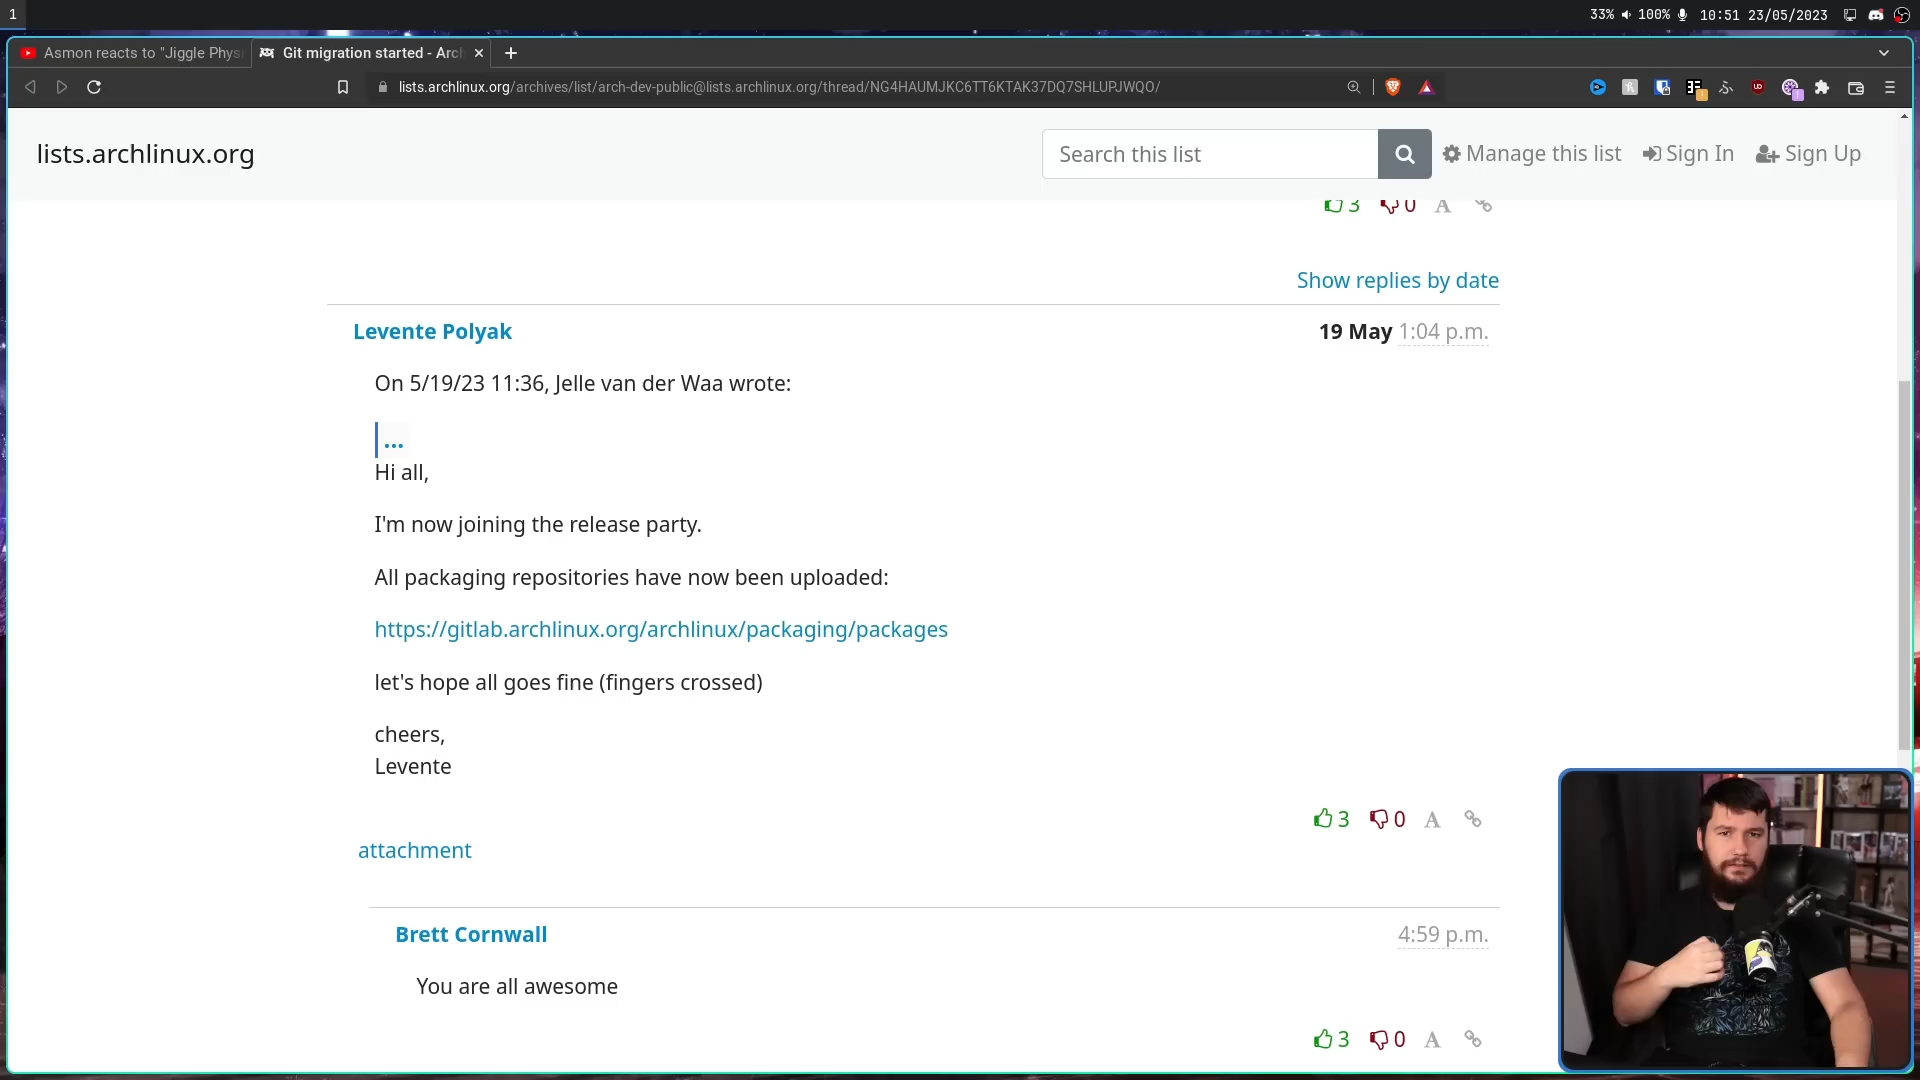 1
33% 100% 10:51 23/05/2023
Asmon reacts to "Jiggle Phys
Git migration started - Arc
lists.archlinux.org/archives/list/arch-dev-public@lists.archlinux.org/thread/NG4HAUMJKC6TT6KTAK37DQ7SHLUPJWQO/
lists.archlinux.org
Search this list
Manage this list
Sign In
Sign Up
3 0 A
Show replies by date
Levente Polyak
19 May 1:04 p.m.
On 5/19/23 11:36, Jelle van der Waa wrote:
...
Hi all,
I'm now joining the release party.
All packaging repositories have now been uploaded:
https://gitlab.archlinux.org/archlinux/packaging/packages
let's hope all goes fine (fingers crossed)
cheers,
Levente
3 0 A
attachment
Brett Cornwall
4:59 p.m.
You are all awesome
3 0 A